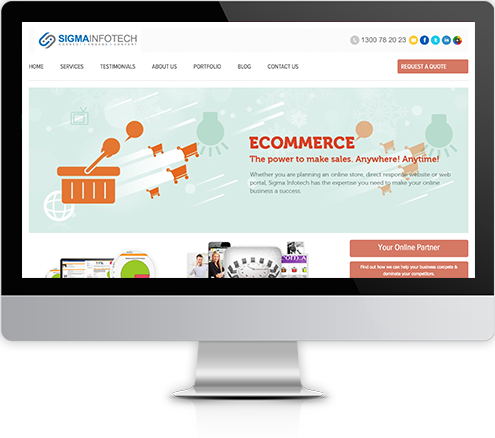 SIGMAINFOTECH
CONNECT • ENGAGE • CONVERT
1300 78 20 23
HOME SERVICES TESTIMONIALS ABOUT US PORTFOLIO BLOG CONTACT US REQUEST A QUOTE
ECOMMERCE
The power to make sales. Anywhere! Anytime!
Whether you are planning an online store, direct response website or web
portal, Sigma Infotech has the expertise you need to make your online
business a success.
Your Online Partner
Find out how we can help your business compete &
dominate your competitors.